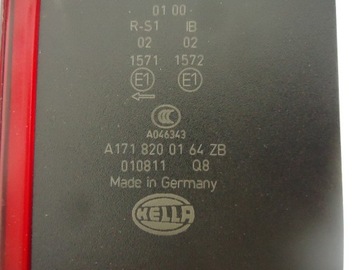 01 00
R-S1 IB
02 02
1571 1572
E1 E1
CCC
A046343
A171 820 01 64 ZB
010811 Q8
Made in Germany
HELLA